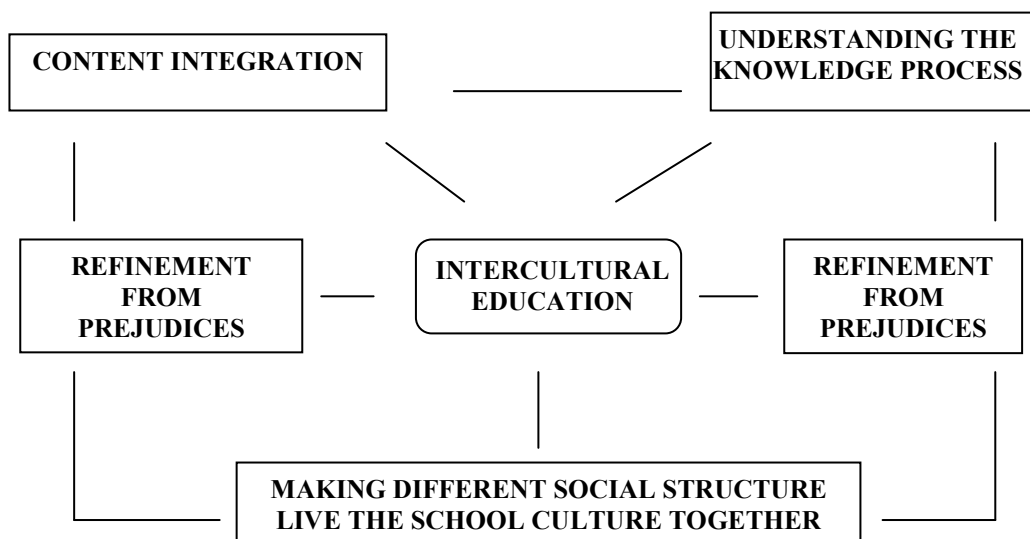 CONTENT INTEGRATION
UNDERSTANDING THE
KNOWLEDGE PROCESS
REFINEMENT
FROM
PREJUDICES
INTERCULTURAL
EDUCATION
REFINEMENT
FROM
PREJUDICES
MAKING DIFFERENT SOCIAL STRUCTURE
LIVE THE SCHOOL CULTURE TOGETHER